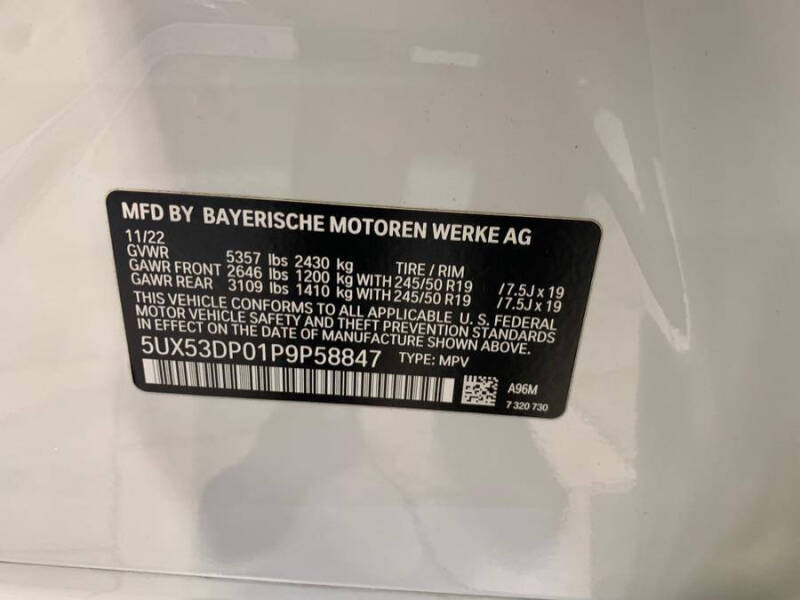 MFD BY BAYERISCHE MOTOREN WERKE AG
11/22
GVWR 5357 lbs 2430 kg TIRE / RIM
GAWR FRONT 2646 lbs 1200 kg WITH 245/50 R19 /7.5J x 19
GAWR REAR 3109 lbs 1410 kg WITH 245/50 R19 /7.5J x 19
THIS VEHICLE CONFORMS TO ALL APPLICABLE U. S. FEDERAL
MOTOR VEHICLE SAFETY AND THEFT PREVENTION STANDARDS
IN EFFECT ON THE DATE OF MANUFACTURE SHOWN ABOVE.
5UX53DP01P9P58847 TYPE: MPV
A96M
7 320 730